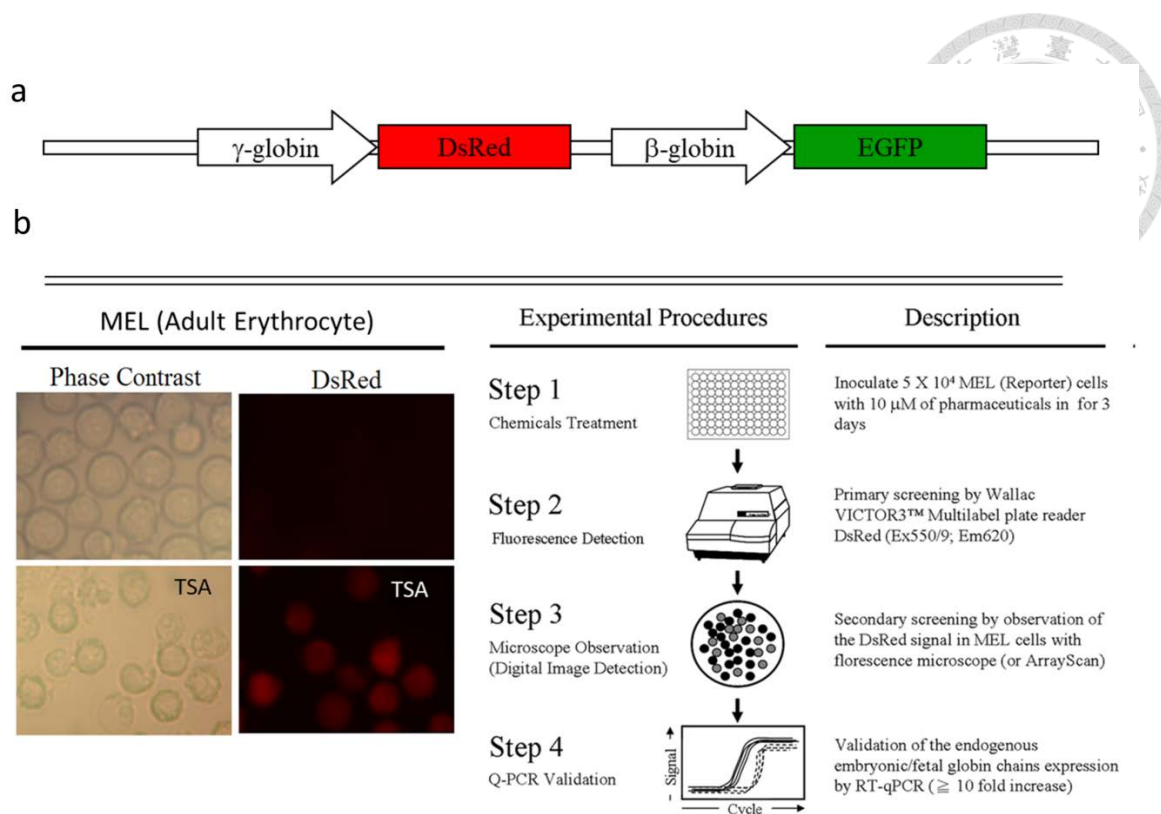 臺
a
γ-globin DsRed β-globin EGFP
b
MEL (Adult Erythrocyte)
Phase Contrast DsRed
TSA TSA
Experimental Procedures Description
Step 1
Chemicals Treatment
Inoculate 5 X 10⁴ MEL (Reporter) cells
with 10 μM of pharmaceuticals in for 3
days
Step 2
Fluorescence Detection
Primary screening by Wallac
VICTOR3™ Multilabel plate reader
DsRed (Ex550/9; Em620)
Step 3
Microscope Observation
(Digital Image Detection)
Secondary screening by observation of
the DsRed signal in MEL cells with
florescence microscope (or ArrayScan)
Step 4
Q-PCR Validation
Signal
Cycle
Validation of the endogenous
embryonic/fetal globin chains expression
by RT-qPCR (≧ 10 fold increase)